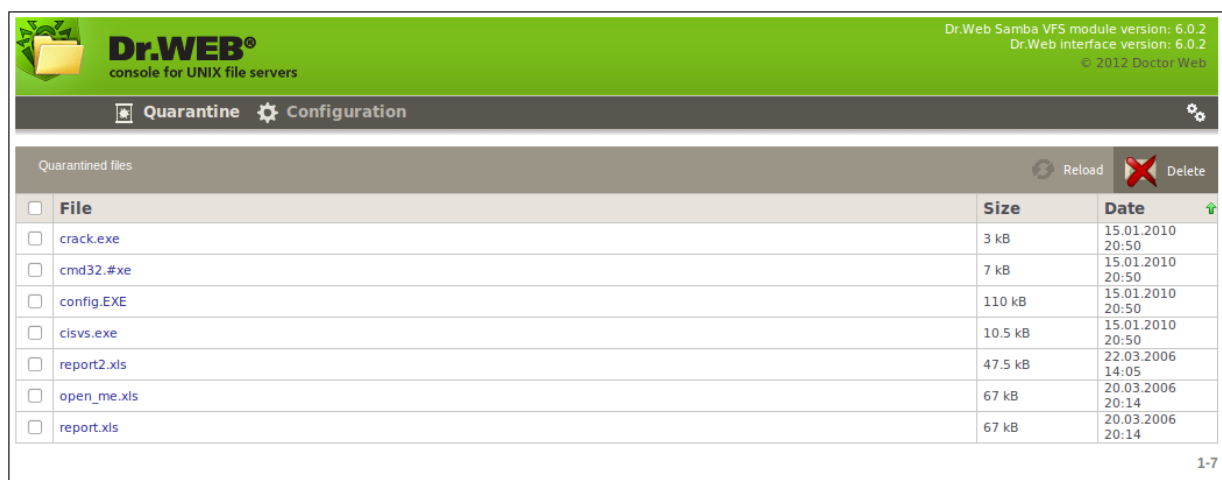 Dr.WEB®
console for UNIX file servers
Dr.Web Samba VFS module version: 6.0.2
Dr.Web interface version: 6.0.2
© 2012 Doctor Web
Quarantine Configuration
Quarantined files Reload Delete
File Size Date
crack.exe 3 kB 15.01.2010
20:50
cmd32.#xe 7 kB 15.01.2010
20:50
config.EXE 110 kB 15.01.2010
20:50
cisvs.exe 10.5 kB 15.01.2010
20:50
report2.xls 47.5 kB 22.03.2006
14:05
open_me.xls 67 kB 20.03.2006
20:14
report.xls 67 kB 20.03.2006
20:14
1-7